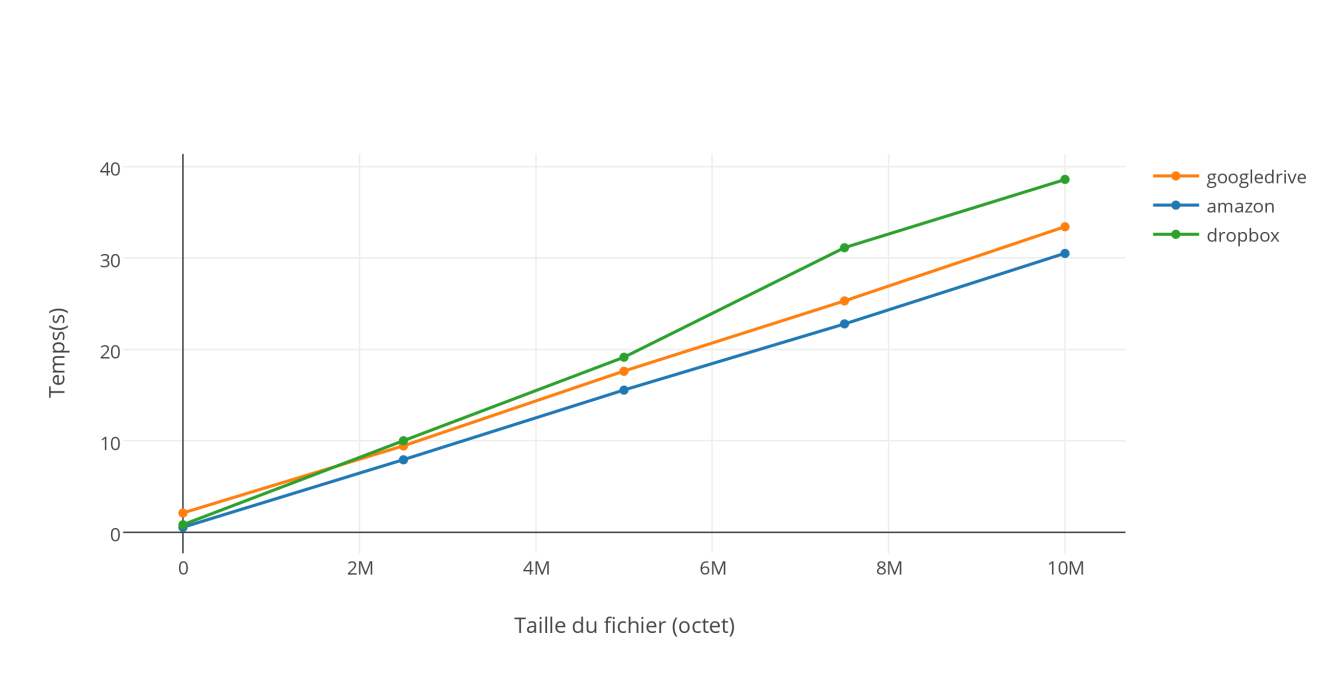 40
30
20
10
0
Temps(s)
0 2M 4M 6M 8M 10M
Taille du fichier (octet)
googledrive
amazon
dropbox